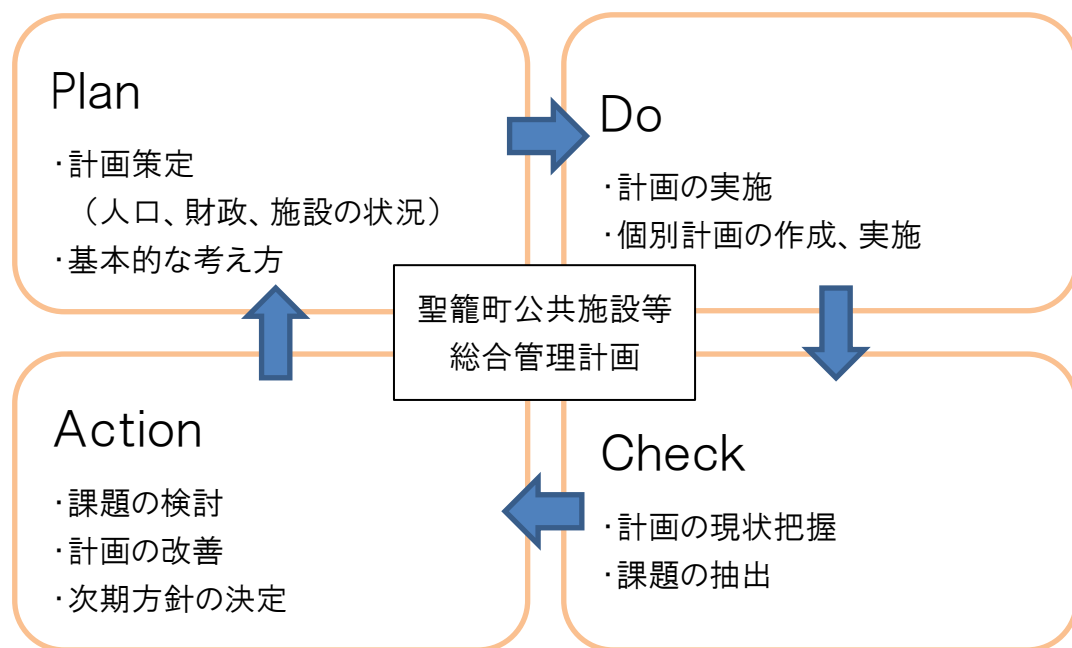 Plan
・計画策定
（人口、財政、施設の状況）
・基本的な考え方
Do
・計画の実施
・個別計画の作成、実施
聖籠町公共施設等
総合管理計画
Action
・課題の検討
・計画の改善
・次期方針の決定
Check
・計画の現状把握
・課題の抽出